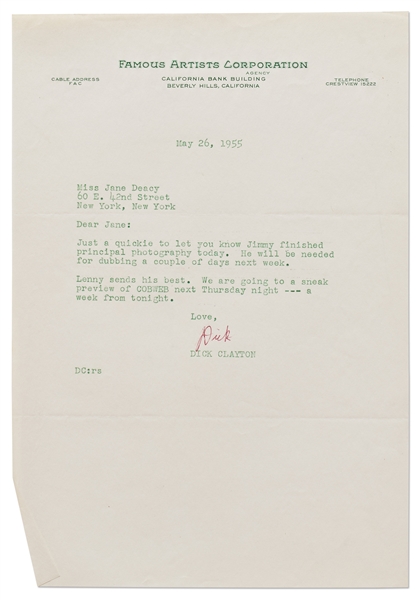 FAMOUS ARTISTS CORPORATION
AGENCY
CABLE ADDRESS
FAC
CALIFORNIA BANK BUILDING
BEVERLY HILLS, CALIFORNIA
TELEPHONE
CRESTVIEW 15222
May 26, 1955
Miss Jane Deacy
60 E. 42nd Street
New York, New York
Dear Jane:
Just a quickie to let you know Jimmy finished
principal photography today. He will be needed
for dubbing a couple of days next week.
Lenny sends his best. We are going to a sneak
preview of COBWEB next Thursday night --- a
week from tonight.
Love,
Dick
DICK CLAYTON
DC:rs